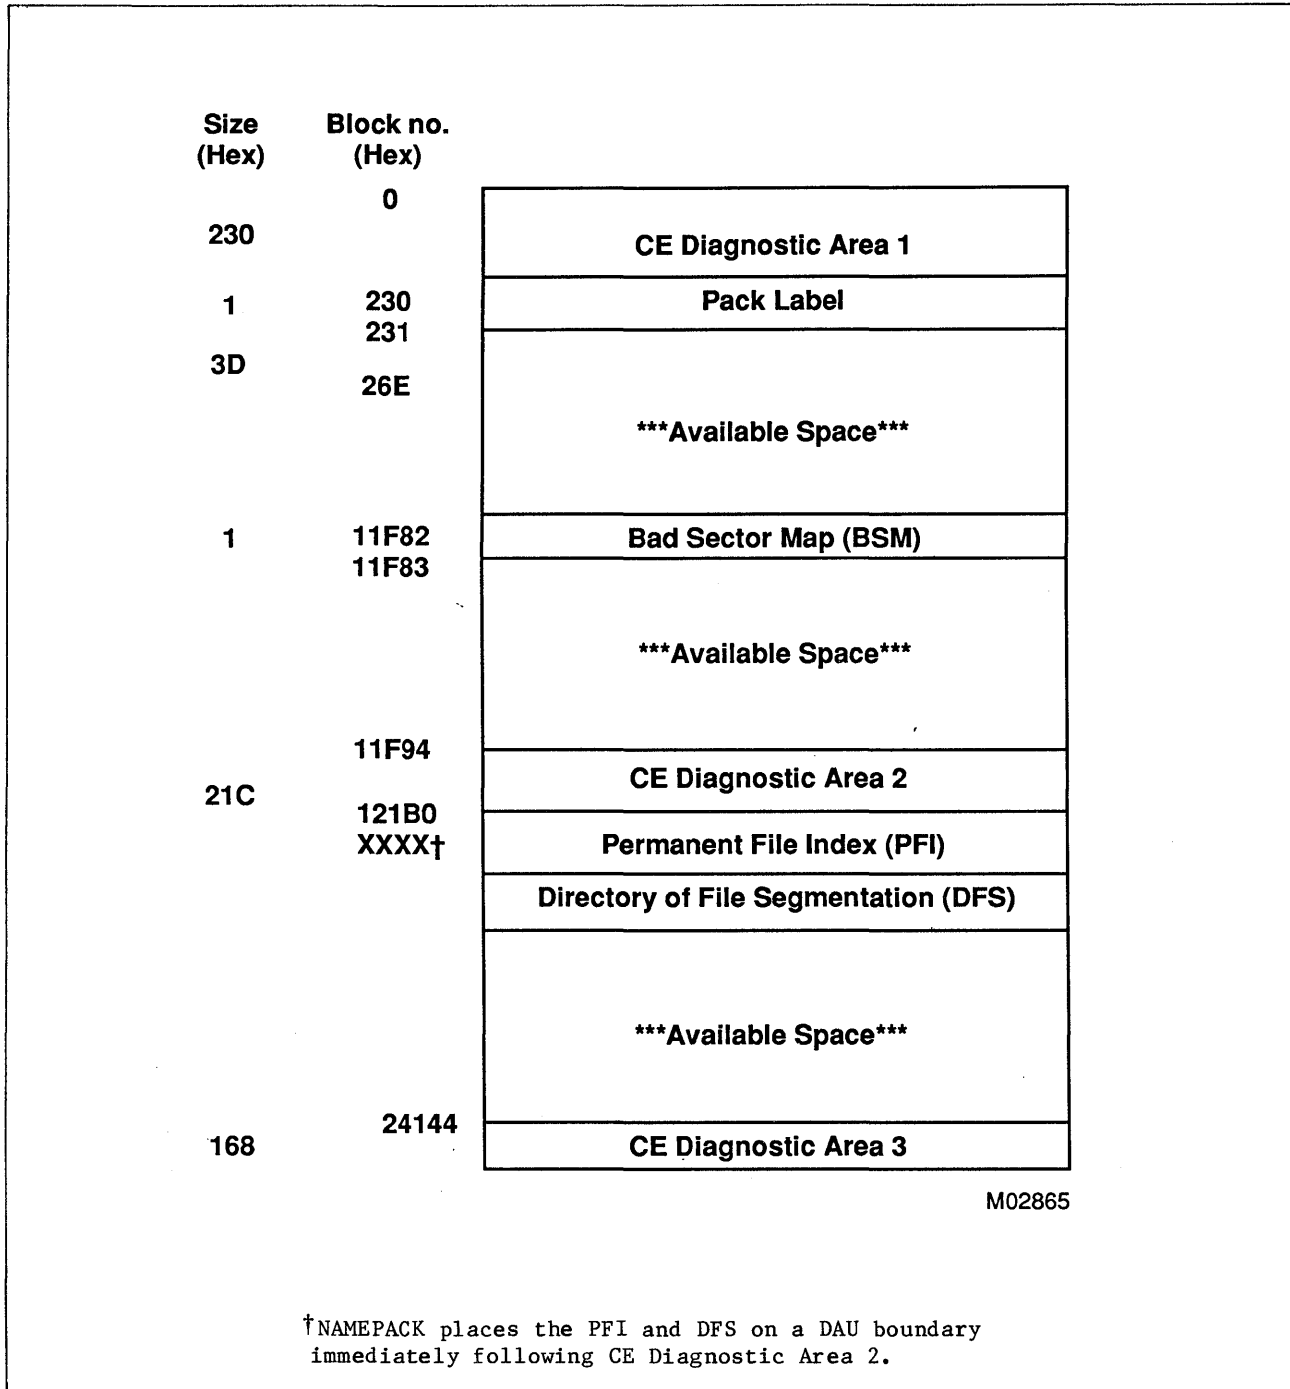 Size Block no.
(Hex) (Hex)
0
230 CE Diagnostic Area 1
1 230 Pack Label
231
3D
26E
***Available Space***
1 11F82 Bad Sector Map (BSM)
11F83
***Available Space***
11F94
CE Diagnostic Area 2
21C
121B0
XXXX† Permanent File Index (PFI)
Directory of File Segmentation (DFS)
***Available Space***
24144
168 CE Diagnostic Area 3
M02865
†NAMEPACK places the PFI and DFS on a DAU boundary
immediately following CE Diagnostic Area 2.